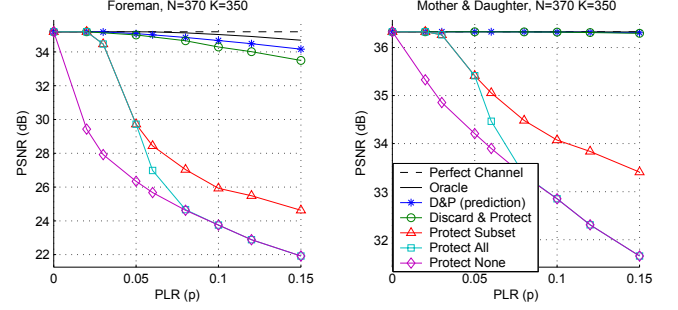 Foreman, N=370 K=350
PSNR (dB)
34
32
30
28
26
24
22
0
0.05
0.1
0.15
PLR (p)
Mother & Daughter, N=370 K=350
PSNR (dB)
36
35
34
33
32
0
0.05
0.1
0.15
PLR (p)
Perfect Channel
Oracle
D&P (prediction)
Discard & Protect
Protect Subset
Protect All
Protect None